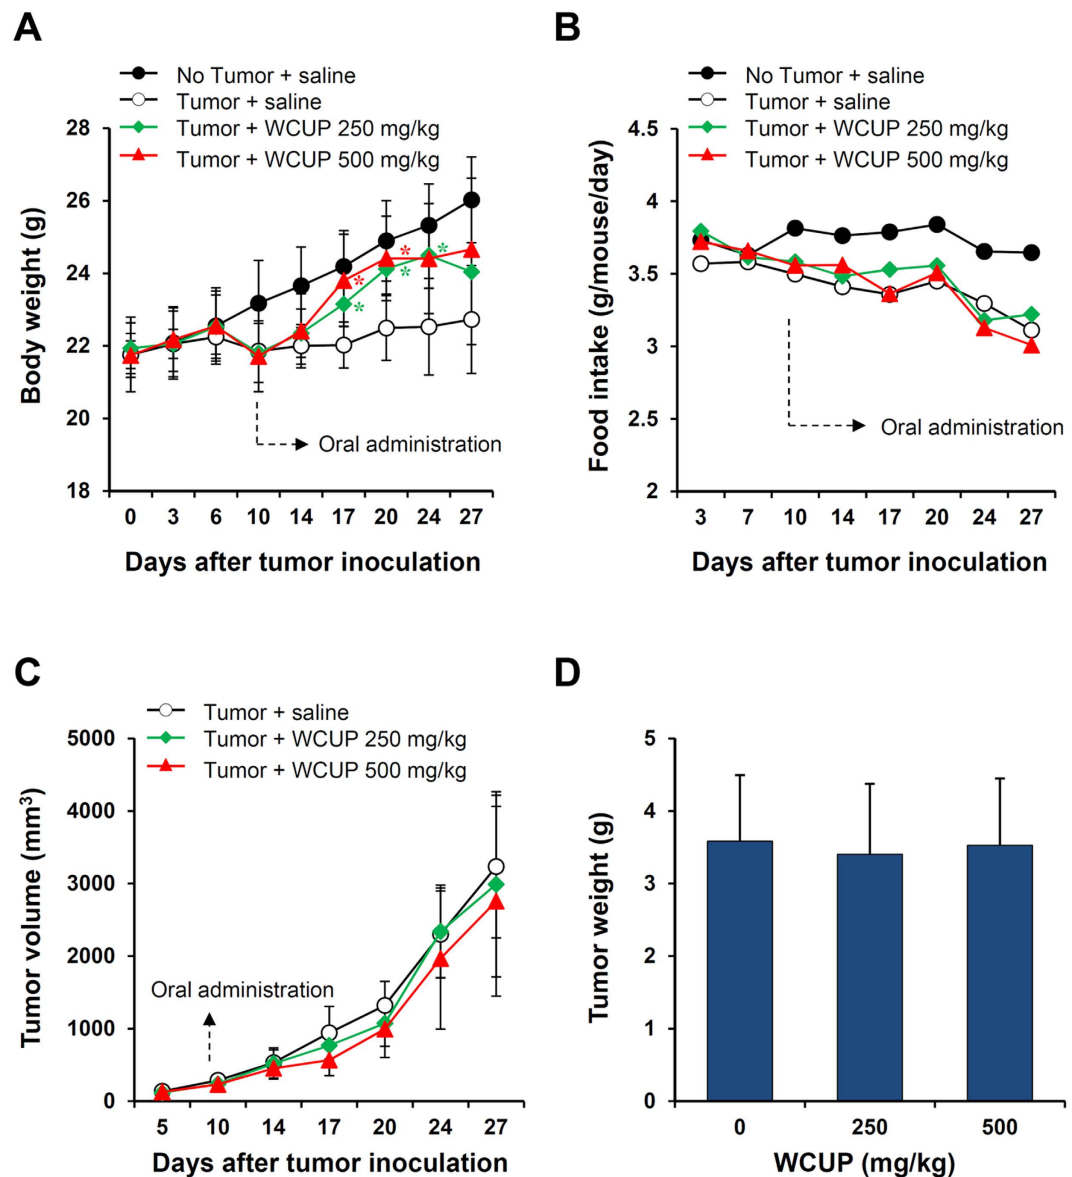 A
No Tumor + saline
Tumor + saline
Tumor + WCUP 250 mg/kg
Tumor + WCUP 500 mg/kg
Body weight (g)
28
26
24
22
20
18
* * * * *
Oral administration
0 3 6 10 14 17 20 24 27
Days after tumor inoculation
B
No Tumor + saline
Tumor + saline
Tumor + WCUP 250 mg/kg
Tumor + WCUP 500 mg/kg
Food intake (g/mouse/day)
4.5
4
3.5
3
2.5
2
Oral administration
3 7 10 14 17 20 24 27
Days after tumor inoculation
C
Tumor + saline
Tumor + WCUP 250 mg/kg
Tumor + WCUP 500 mg/kg
Tumor volume (mm³)
5000
4000
3000
2000
1000
0
Oral administration
5 10 14 17 20 24 27
Days after tumor inoculation
D
Tumor weight (g)
5
4
3
2
1
0
0 250 500
WCUP (mg/kg)